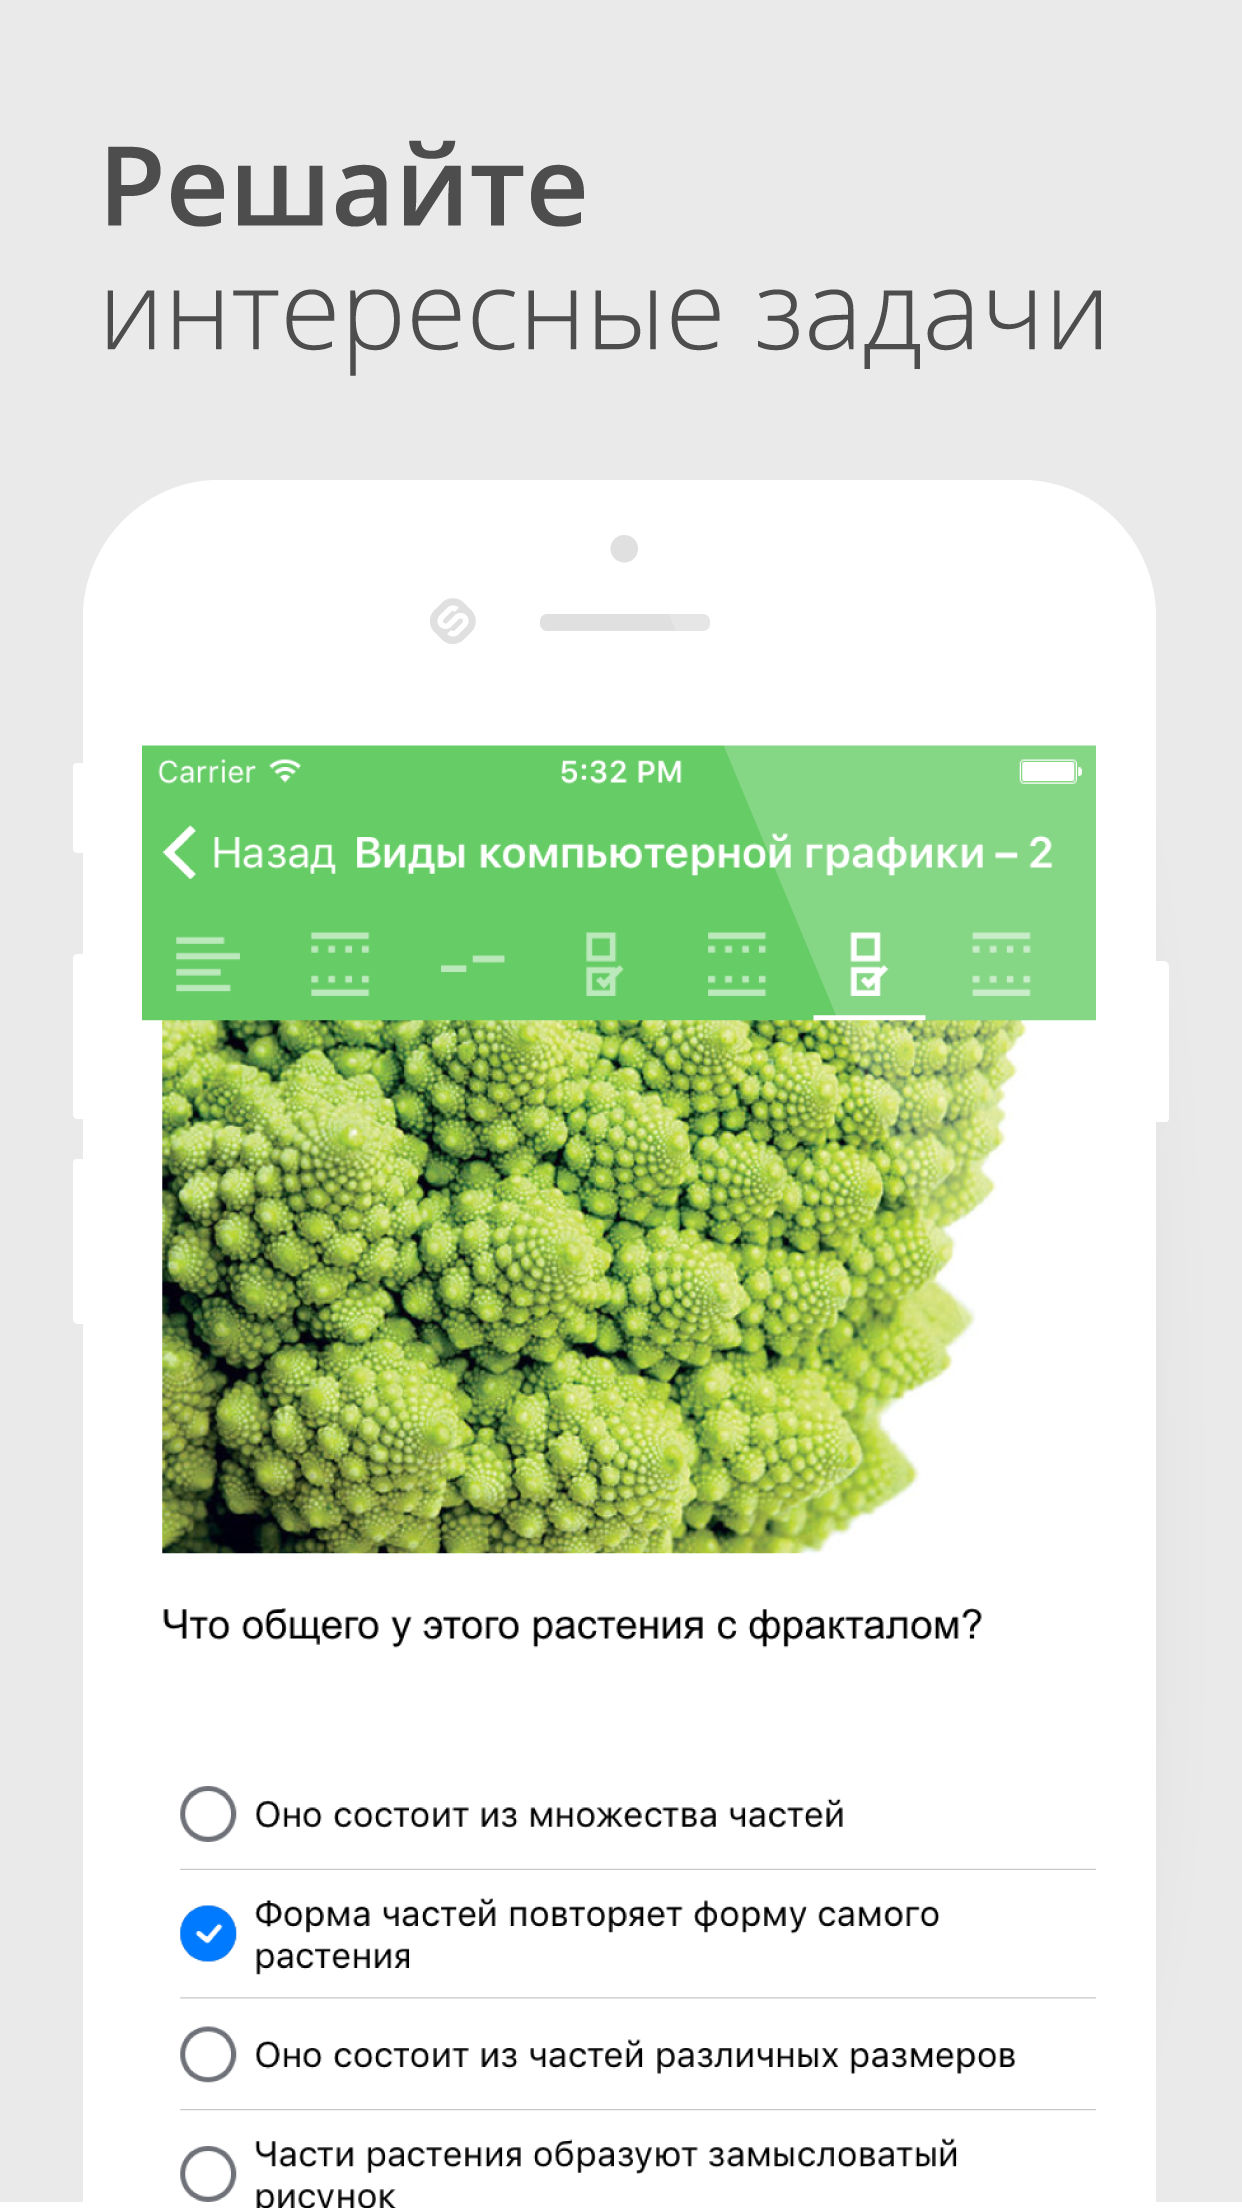 Решайте
интересные задачи
Carrier 5:32 PM
Назад Виды компьютерной графики – 2
Что общего у этого растения с фракталом?
Оно состоит из множества частей
Форма частей повторяет форму самого
растения
Оно состоит из частей различных размеров
Части растения образуют замысловатый
рисунок